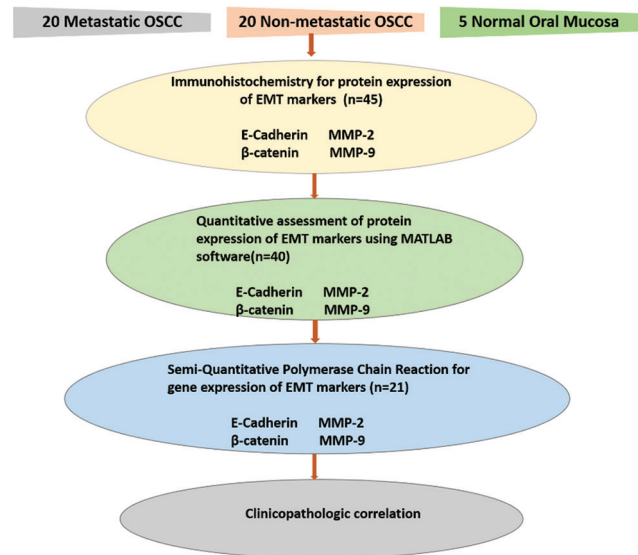 20 Metastatic OSCC
20 Non-metastatic OSCC
5 Normal Oral Mucosa
Immunohistochemistry for protein expression
of EMT markers (n=45)
E-Cadherin MMP-2
β-catenin MMP-9
Quantitative assessment of protein
expression of EMT markers using MATLAB
software(n=40)
E-Cadherin MMP-2
β-catenin MMP-9
Semi-Quantitative Polymerase Chain Reaction for
gene expression of EMT markers (n=21)
E-Cadherin MMP-2
β-catenin MMP-9
Clinicopathologic correlation